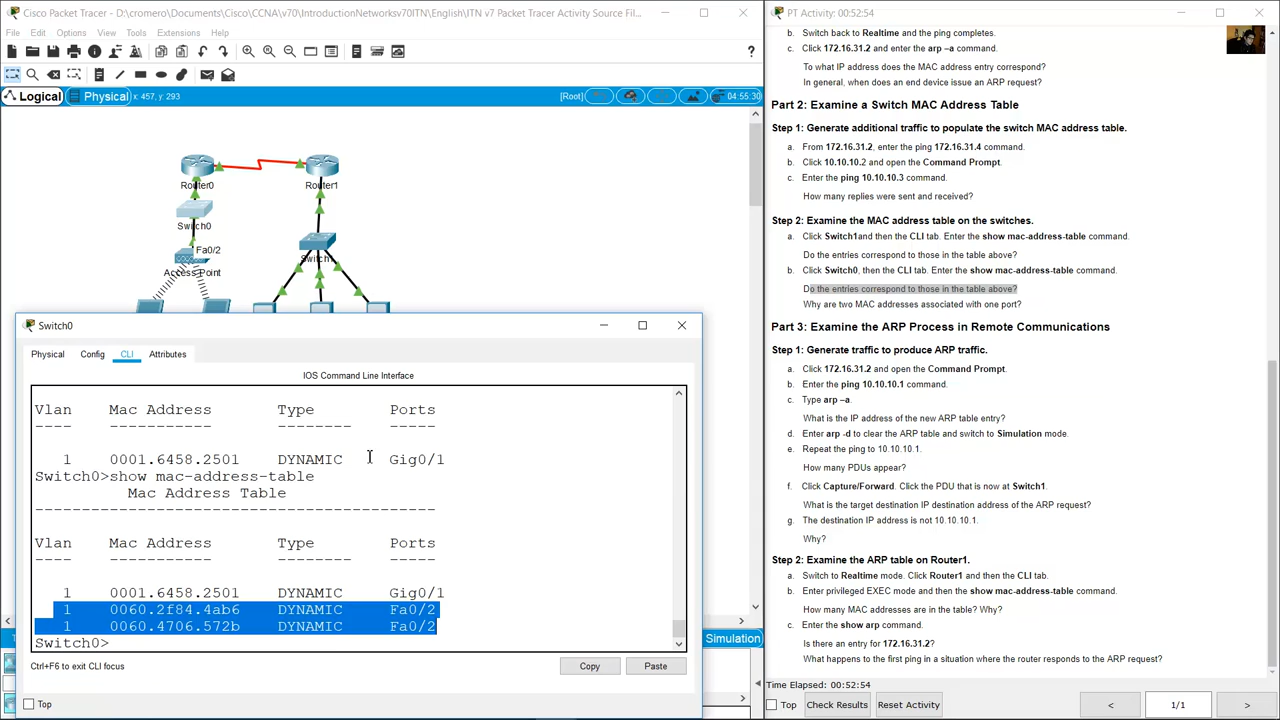 Cisco Packet Tracer - D:\cromero\Documents\Cisco\CCNA\v70\IntroductionNetworksv70ITN\English\ITN v7 Packet Tracer Activity Source Fil...
File Edit Options View Tools Extensions Help
Logical Physical x: 457, y: 293 [Root] 04:55:30
Router0 Router1
Switch0
Fa0/2
Access Point
Simulation
Switch0
Physical Config CLI Attributes
IOS Command Line Interface
Vlan Mac Address Type Ports
---- ----------- -------- -----
1 0001.6458.2501 DYNAMIC Gig0/1
Switch0>show mac-address-table
Mac Address Table
-------------------------------------------
Vlan Mac Address Type Ports
---- ----------- -------- -----
1 0001.6458.2501 DYNAMIC Gig0/1
1 0060.2f84.4ab6 DYNAMIC Fa0/2
1 0060.4706.572b DYNAMIC Fa0/2
Switch0>
Ctrl+F6 to exit CLI focus Copy Paste
Top
PT Activity: 00:52:54
b. Switch back to Realtime and the ping completes.
c. Click 172.16.31.2 and enter the arp –a command.
To what IP address does the MAC address entry correspond?
In general, when does an end device issue an ARP request?
Part 2: Examine a Switch MAC Address Table
Step 1: Generate additional traffic to populate the switch MAC address table.
a. From 172.16.31.2, enter the ping 172.16.31.4 command.
b. Click 10.10.10.2 and open the Command Prompt.
c. Enter the ping 10.10.10.3 command.
How many replies were sent and received?
Step 2: Examine the MAC address table on the switches.
a. Click Switch1and then the CLI tab. Enter the show mac-address-table command.
Do the entries correspond to those in the table above?
b. Click Switch0, then the CLI tab. Enter the show mac-address-table command.
Do the entries correspond to those in the table above?
Why are two MAC addresses associated with one port?
Part 3: Examine the ARP Process in Remote Communications
Step 1: Generate traffic to produce ARP traffic.
a. Click 172.16.31.2 and open the Command Prompt.
b. Enter the ping 10.10.10.1 command.
c. Type arp –a.
What is the IP address of the new ARP table entry?
d. Enter arp -d to clear the ARP table and switch to Simulation mode.
e. Repeat the ping to 10.10.10.1.
How many PDUs appear?
f. Click Capture/Forward. Click the PDU that is now at Switch1.
What is the target destination IP destination address of the ARP request?
g. The destination IP address is not 10.10.10.1.
Why?
Step 2: Examine the ARP table on Router1.
a. Switch to Realtime mode. Click Router1 and then the CLI tab.
b. Enter privileged EXEC mode and then the show mac-address-table command.
How many MAC addresses are in the table? Why?
c. Enter the show arp command.
Is there an entry for 172.16.31.2?
What happens to the first ping in a situation where the router responds to the ARP request?
Time Elapsed: 00:52:54
Top Check Results Reset Activity < 1/1 >